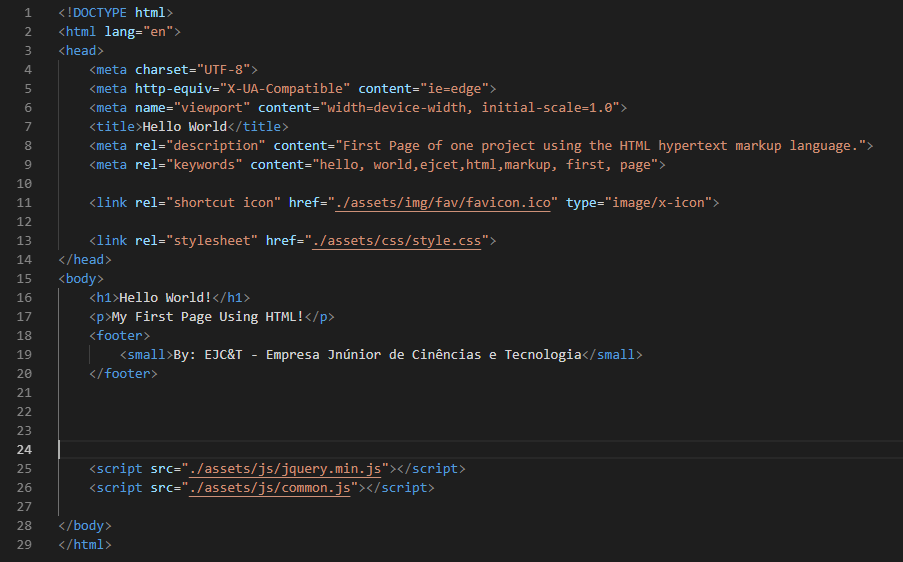 1 <!DOCTYPE html>
2 <html lang="en">
3 <head>
4     <meta charset="UTF-8">
5     <meta http-equiv="X-UA-Compatible" content="ie=edge">
6     <meta name="viewport" content="width=device-width, initial-scale=1.0">
7     <title>Hello World</title>
8     <meta rel="description" content="First Page of one project using the HTML hypertext markup language.">
9     <meta rel="keywords" content="hello, world,ejcet,html,markup, first, page">
10
11     <link rel="shortcut icon" href="./assets/img/fav/favicon.ico" type="image/x-icon">
12
13     <link rel="stylesheet" href="./assets/css/style.css">
14 </head>
15 <body>
16     <h1>Hello World!</h1>
17     <p>My First Page Using HTML!</p>
18     <footer>
19         <small>By: EJC&T - Empresa Jnúnior de Cinências e Tecnologia</small>
20     </footer>
21
22
23
24
25     <script src="./assets/js/jquery.min.js"></script>
26     <script src="./assets/js/common.js"></script>
27
28 </body>
29 </html>